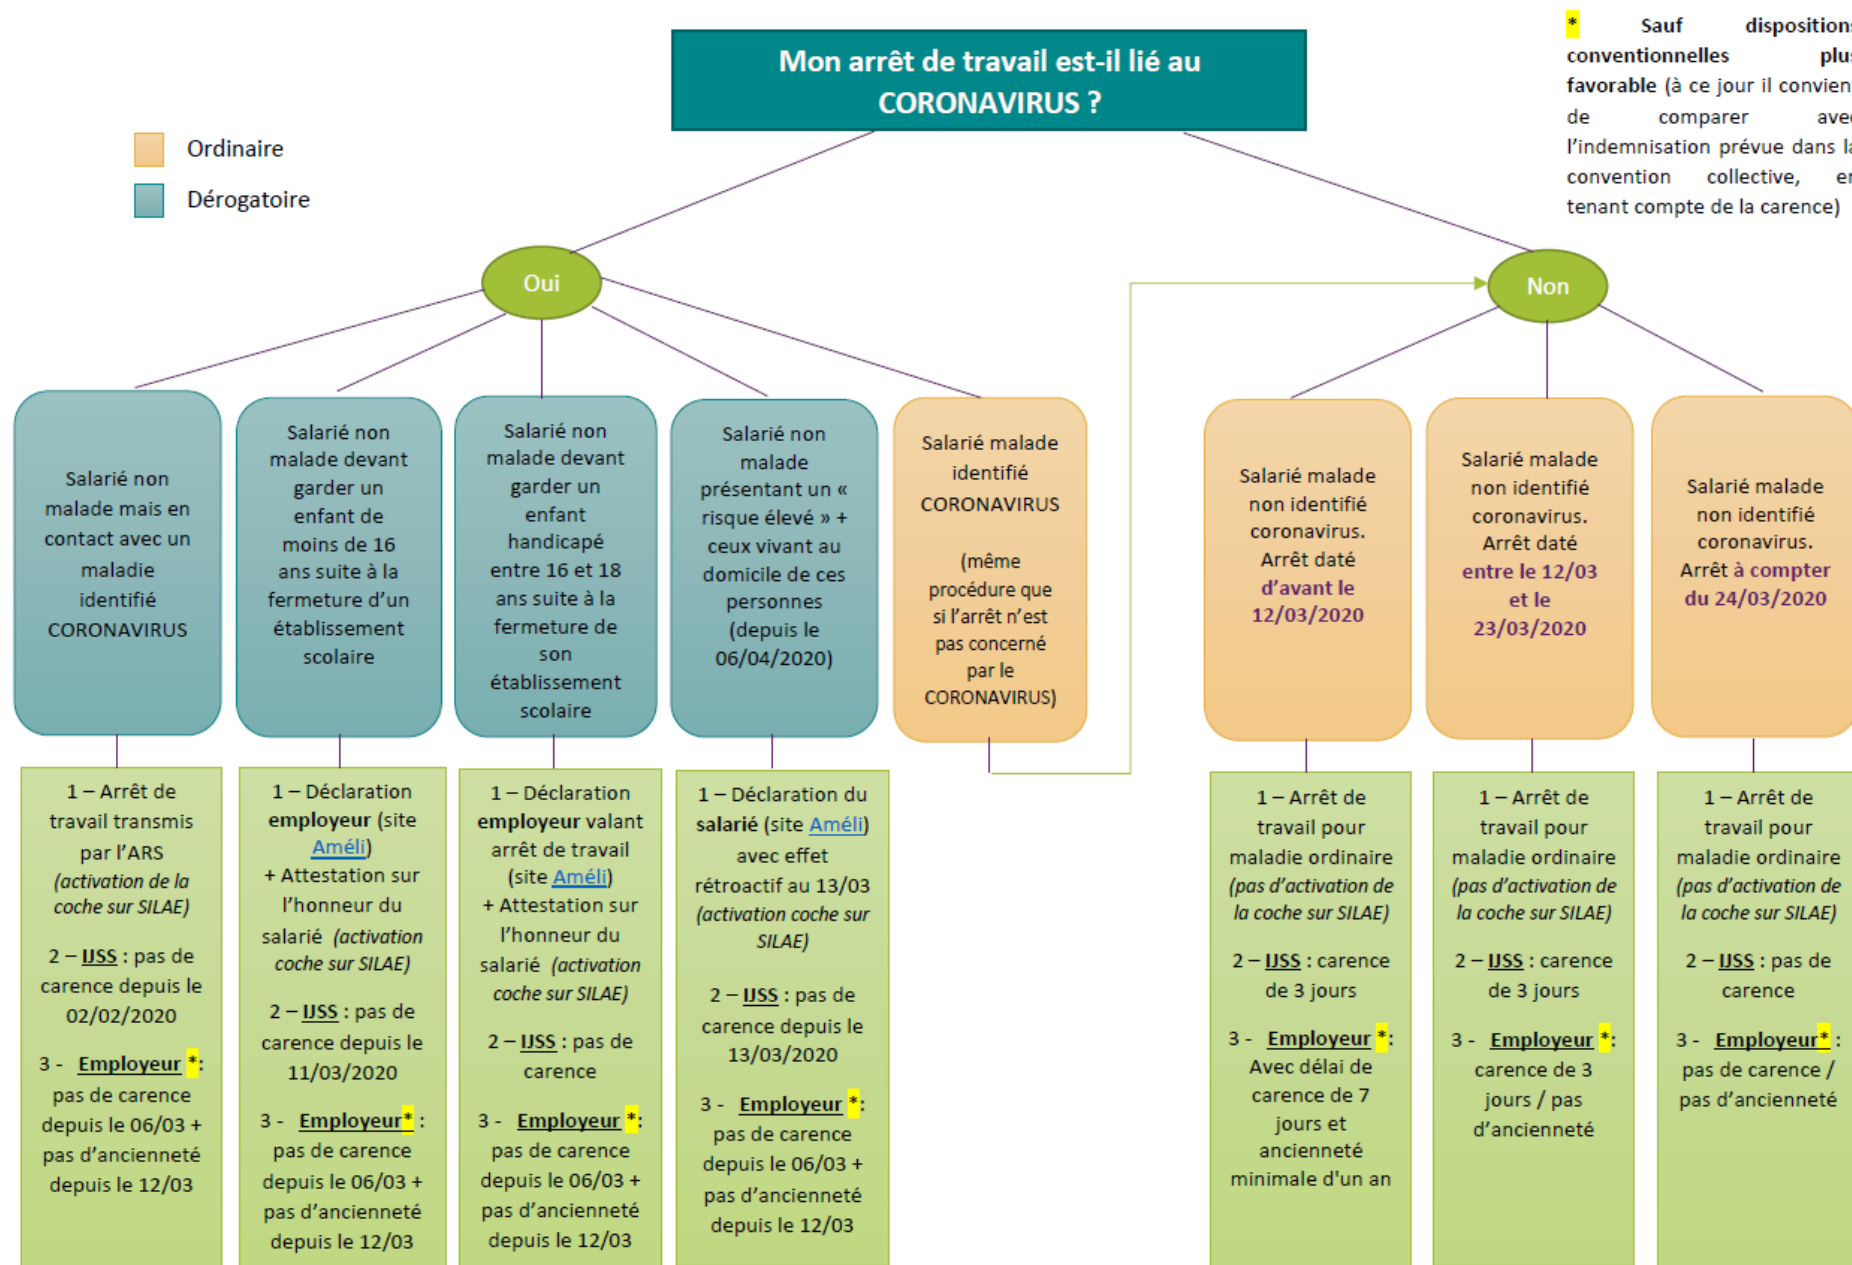 Mon arrêt de travail est-il lié au
CORONAVIRUS ?
* Sauf dispositions
conventionnelles plus
favorable (à ce jour il convient
de comparer avec
l'indemnisation prévue dans la
convention collective, en
tenant compte de la carence)
Ordinaire
Dérogatoire
Oui
Non
Salarié non
malade mais en
contact avec un
maladie
identifié
CORONAVIRUS
Salarié non
malade devant
garder un
enfant de
moins de 16
ans suite à la
fermeture d'un
établissement
scolaire
Salarié non
malade devant
garder un
enfant
handicapé
entre 16 et 18
ans suite à la
fermeture de
son
établissement
scolaire
Salarié non
malade
présentant un «
risque élevé » +
ceux vivant au
domicile de ces
personnes
(depuis le
06/04/2020)
Salarié malade
identifié
CORONAVIRUS
(même
procédure que
si l'arrêt n'est
pas concerné
par le
CORONAVIRUS)
Salarié malade
non identifié
coronavirus.
Arrêt daté
d'avant le
12/03/2020
Salarié malade
non identifié
coronavirus.
Arrêt daté
entre le 12/03
et le
23/03/2020
Salarié malade
non identifié
coronavirus.
Arrêt à compter
du 24/03/2020
1 – Arrêt de
travail transmis
par l'ARS
(activation de la
coche sur SILAE)
2 – IJSS : pas de
carence depuis le
02/02/2020
3 - Employeur *:
pas de carence
depuis le 06/03 +
pas d'ancienneté
depuis le 12/03
1 – Déclaration
employeur (site
Améli)
+ Attestation sur
l'honneur du
salarié (activation
coche sur SILAE)
2 – IJSS : pas de
carence depuis le
11/03/2020
3 - Employeur* :
pas de carence
depuis le 06/03 +
pas d'ancienneté
depuis le 12/03
1 – Déclaration
employeur valant
arrêt de travail
(site Améli)
+ Attestation sur
l'honneur du
salarié (activation
coche sur SILAE)
2 – IJSS : pas de
carence
3 - Employeur *:
pas de carence
depuis le 06/03 +
pas d'ancienneté
depuis le 12/03
1 – Déclaration du
salarié (site Améli)
avec effet
rétroactif au 13/03
(activation coche sur
SILAE)
2 – IJSS : pas de
carence depuis le
13/03/2020
3 - Employeur *:
pas de carence
depuis le 06/03 +
pas d'ancienneté
depuis le 12/03
1 – Arrêt de
travail pour
maladie ordinaire
(pas d'activation de
la coche sur SILAE)
2 – IJSS : carence
de 3 jours
3 - Employeur *:
Avec délai de
carence de 7
jours et
ancienneté
minimale d'un an
1 – Arrêt de
travail pour
maladie ordinaire
(pas d'activation de
la coche sur SILAE)
2 – IJSS : carence
de 3 jours
3 - Employeur *:
carence de 3
jours / pas
d'ancienneté
1 – Arrêt de
travail pour
maladie ordinaire
(pas d'activation de
la coche sur SILAE)
2 – IJSS : pas de
carence
3 - Employeur* :
pas de carence /
pas d'ancienneté